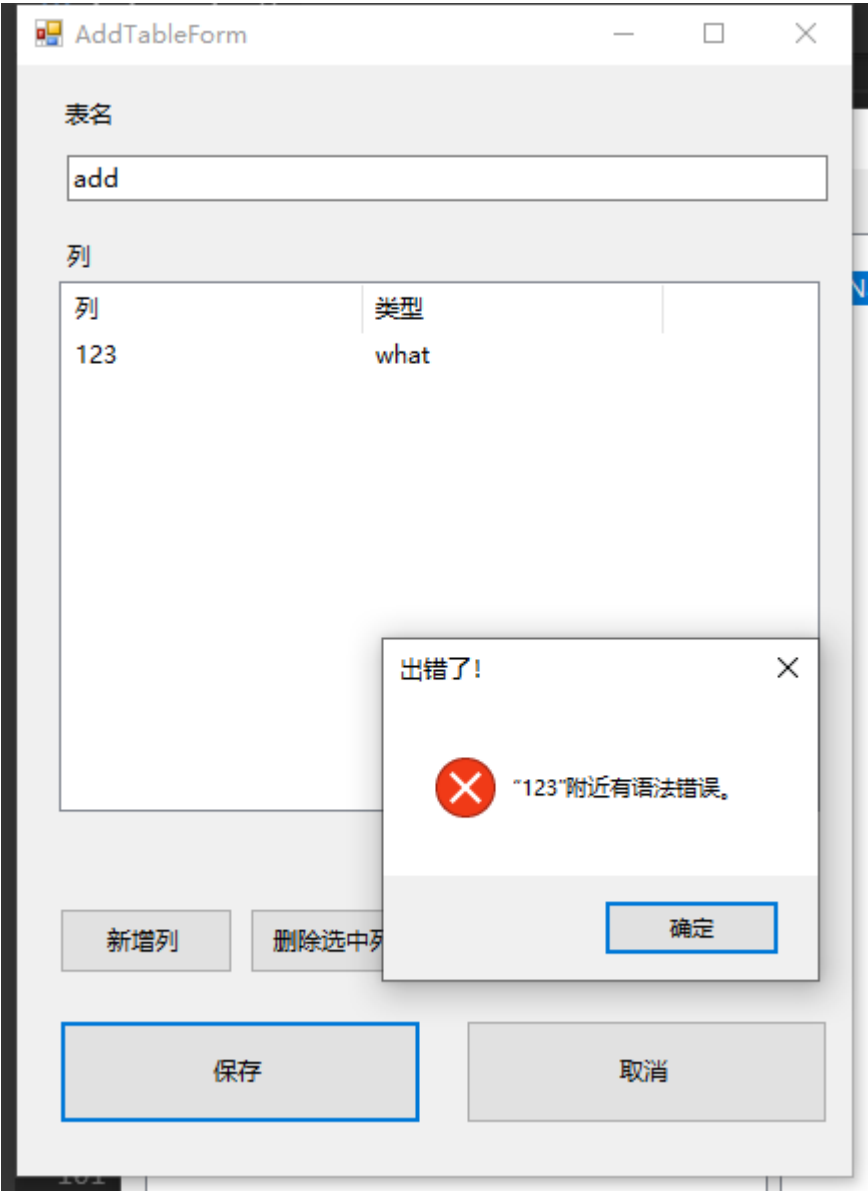 AddTableForm
表名
add
列
列 类型
123 what
出错了!
“123”附近有语法错误。
确定
新增列 删除选中列
保存 取消